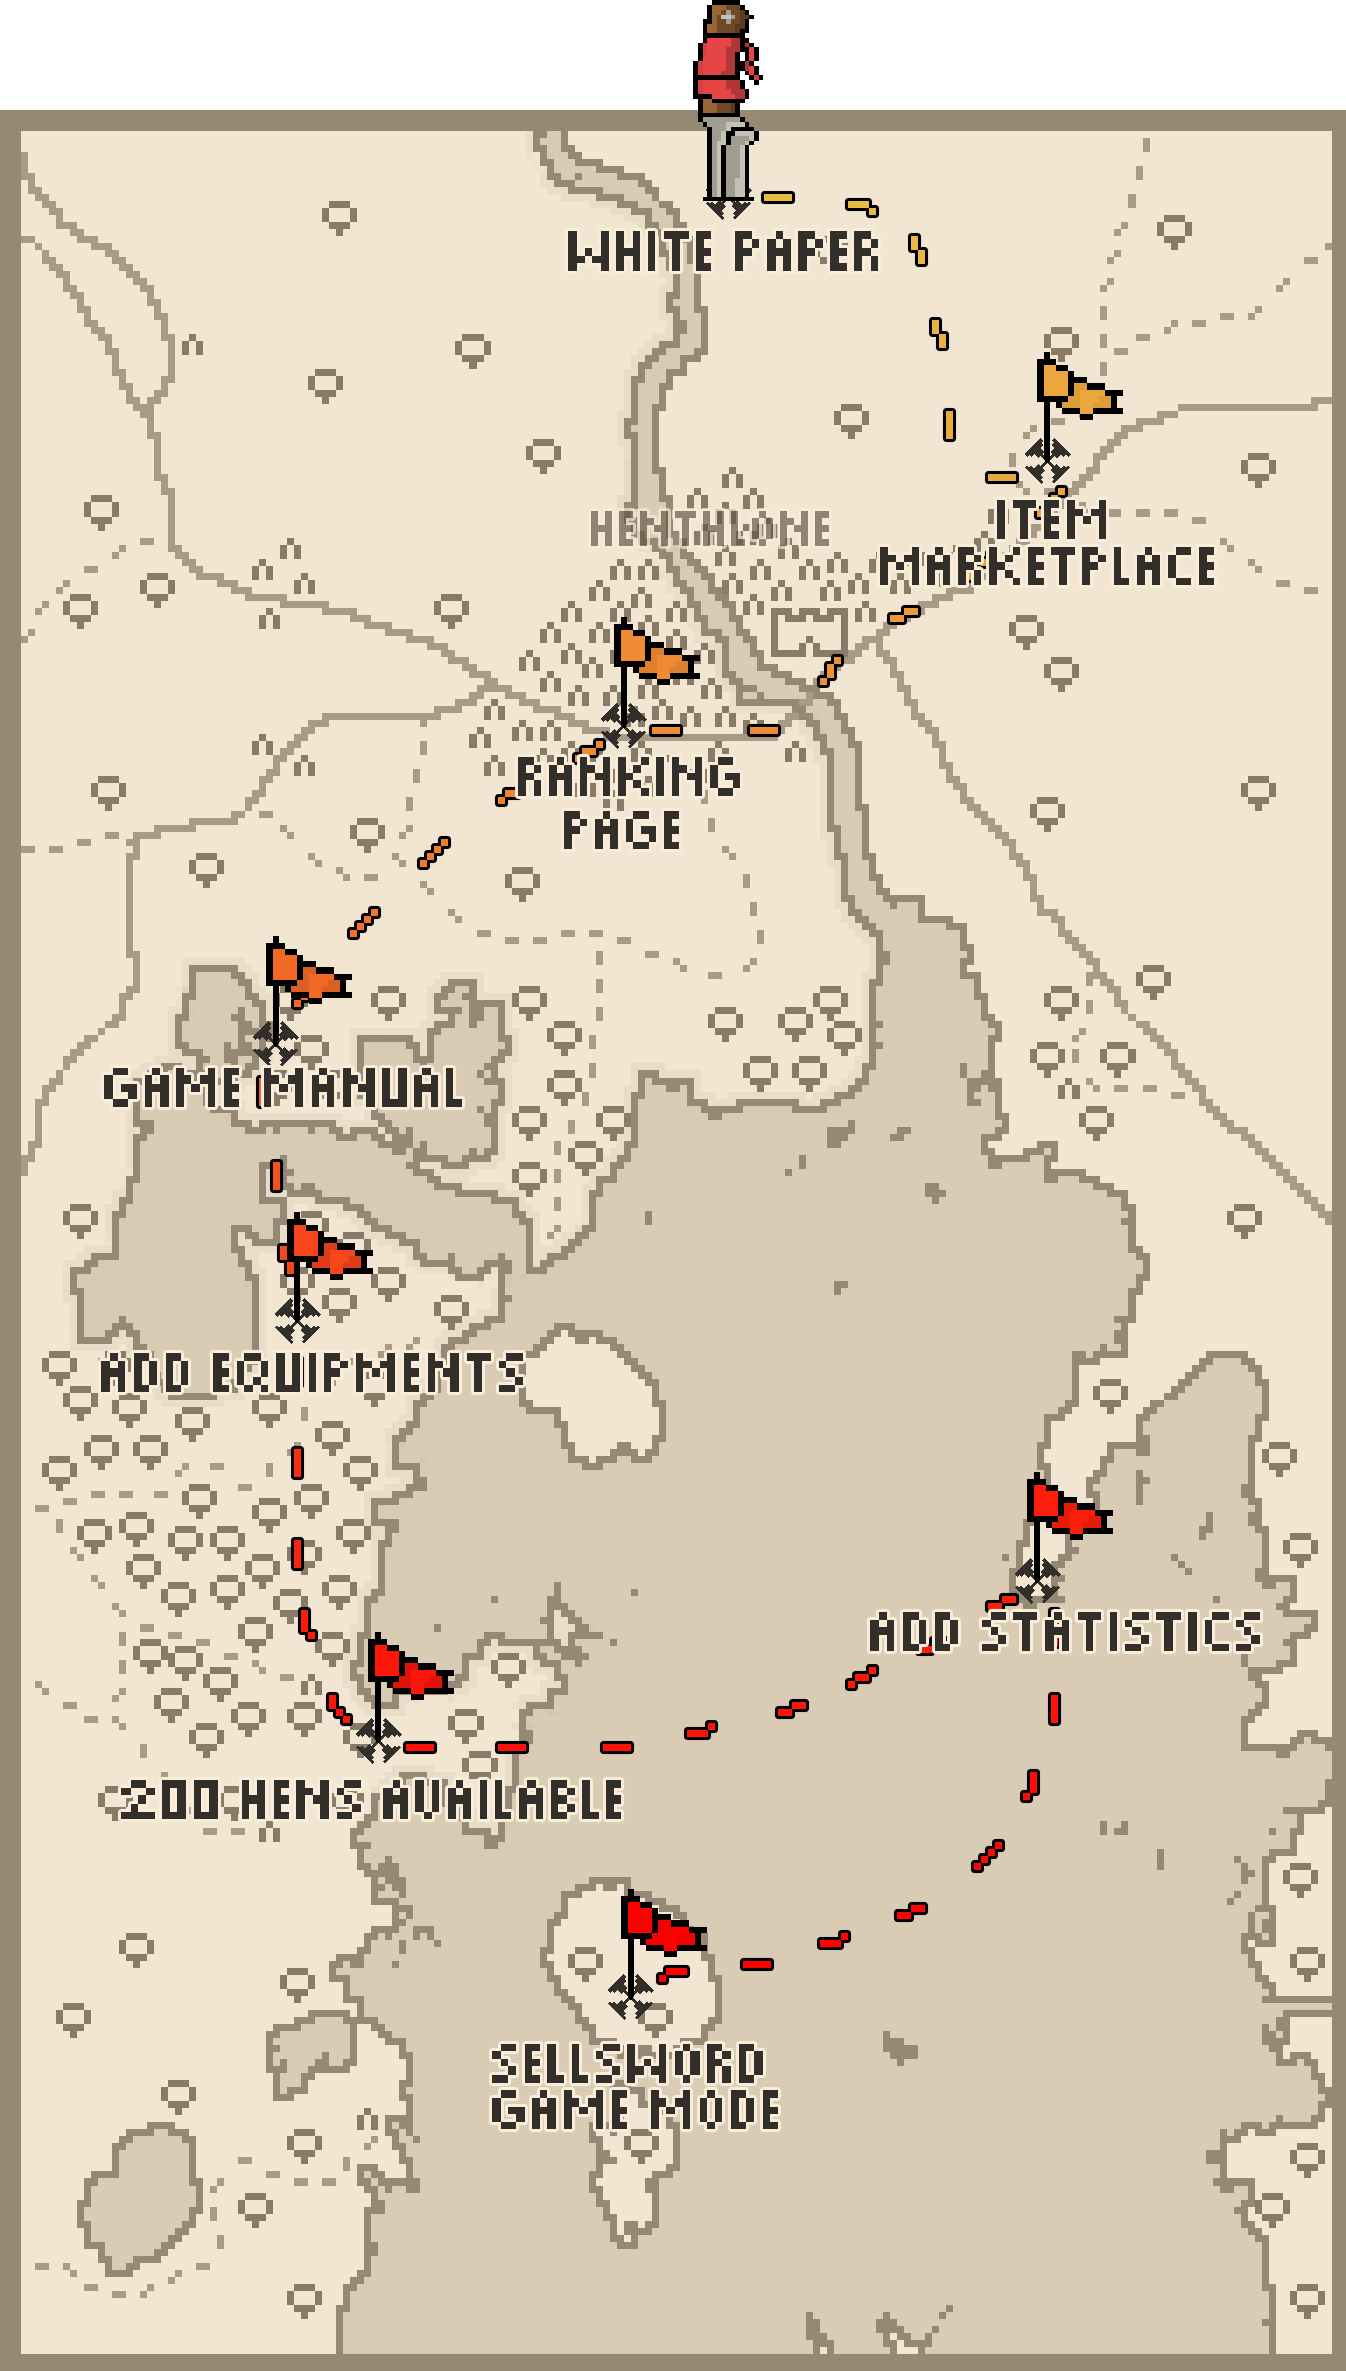 WHITE PAPER
HENTHLONE
ITEM
MARKETPLACE
RANKING
PAGE
GAME MANUAL
ADD EQUIPMENTS
ADD STATISTICS
200 HENS AVAILABLE
SELLSWORD
GAME MODE